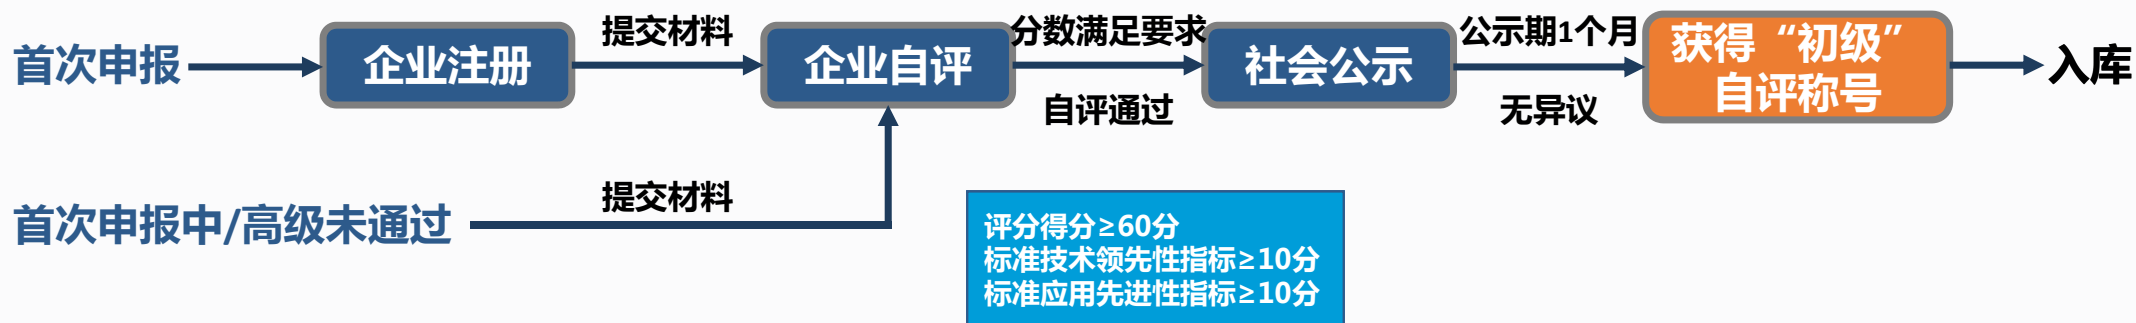 首次申报
企业注册
提交材料
企业自评
分数满足要求
自评通过
社会公示
公示期1个月
无异议
获得“初级”
自评称号
入库
首次申报中/高级未通过
提交材料
评分得分≥60分
标准技术领先性指标≥10分
标准应用先进性指标≥10分